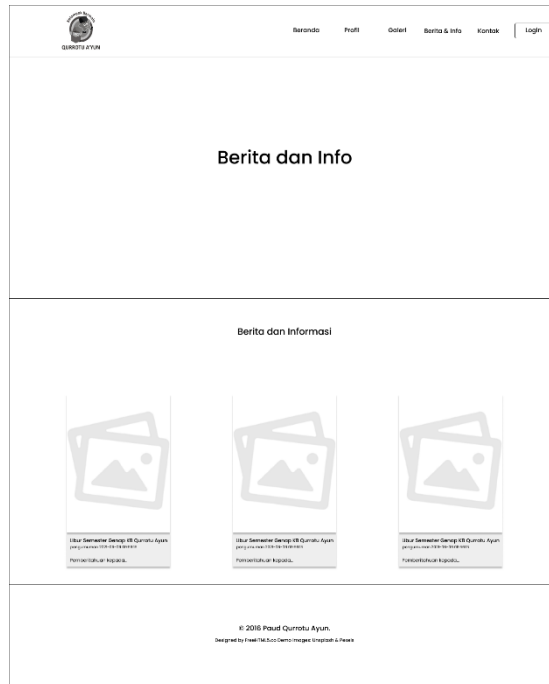 QURROTU A'YUN
Beranda
Profil
Galeri
Berita & Info
Kontak
Login
Berita dan Info
Berita dan Informasi
Libur Semester Genap KB Qurrotu Ayun
Pemberitahuan kepada...
Libur Semester Genap KB Qurrotu Ayun
Pemberitahuan kepada...
Libur Semester Genap KB Qurrotu Ayun
Pemberitahuan kepada...
© 2016 Paud Qurrotu Ayun.
Designed by FreeHTML5.co Demo Images: Unsplash & Pexels